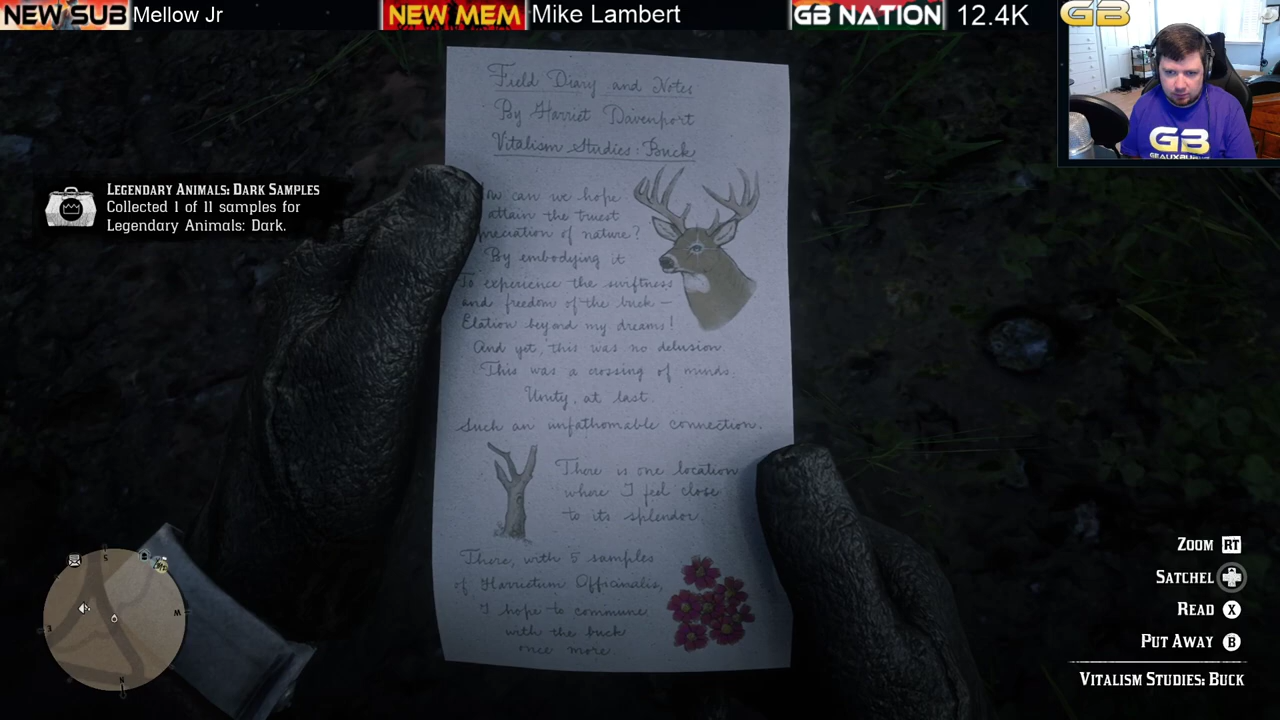 NEW SUB Mellow Jr
NEW MEM Mike Lambert
GB NATION 12.4K
GB
GB
LEGENDARY ANIMALS: DARK SAMPLES
Collected 1 of 11 samples for
Legendary Animals: Dark.
Field Diary and Notes
By Harriet Davenport
Vitalism Studies: Buck
can we hope
attain the truest
of nature?
By embodying it
To experience the swiftness
and freedom of the buck —
Elation beyond my dreams!
And yet, this was no delusion.
This was a crossing of minds.
Unity, at last.
Such an unfathomable connection.
There is one location
where I feel close
to its splendor.
There, with 5 samples
of Harrietum Officinalis,
I hope to commune
with the buck
once more.
S
W
E
N
ZOOM RT
SATCHEL
READ X
PUT AWAY B
VITALISM STUDIES: BUCK